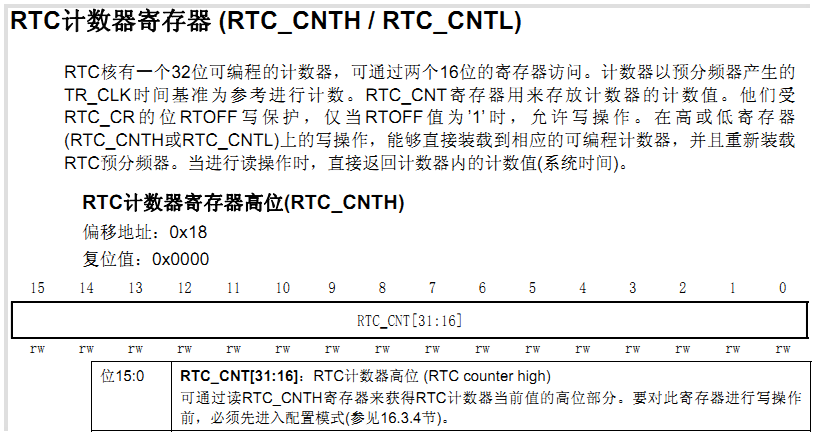 RTC计数器寄存器 (RTC_CNTH / RTC_CNTL)
RTC核有一个32位可编程的计数器，可通过两个16位的寄存器访问。计数器以预分频器产生的
TR_CLK时间基准为参考进行计数。RTC_CNT寄存器用来存放计数器的计数值。他们受
RTC_CR的位RTOFF写保护，仅当RTOFF值为'1'时，允许写操作。在高或低寄存器
(RTC_CNTH或RTC_CNTL)上的写操作，能够直接装载到相应的可编程计数器，并且重新装载
RTC预分频器。当进行读操作时，直接返回计数器内的计数值(系统时间)。
RTC计数器寄存器高位(RTC_CNTH)
偏移地址：0x18
复位值：0x0000
15 14 13 12 11 10 9 8 7 6 5 4 3 2 1 0
RTC_CNT[31:16]
rw rw rw rw rw rw rw rw rw rw rw rw rw rw rw rw
位15:0 RTC_CNT[31:16]：RTC计数器高位 (RTC counter high)
可通过读RTC_CNTH寄存器来获得RTC计数器当前值的高位部分。要对此寄存器进行写操作
前，必须先进入配置模式(参见16.3.4节)。